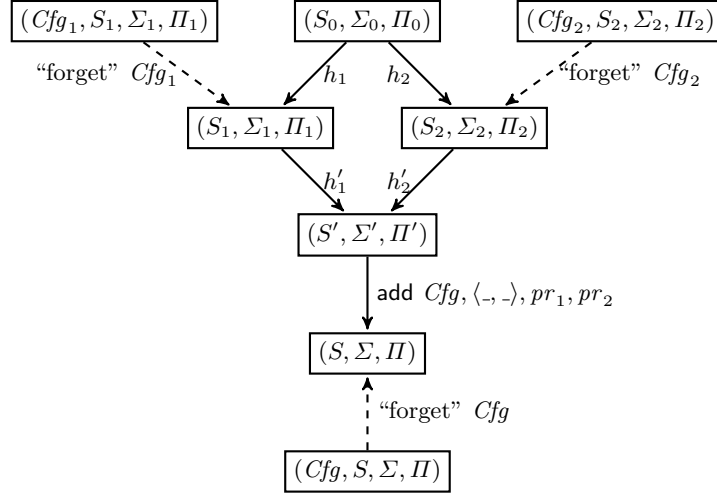 (Cfg₁, S₁, Σ₁, Π₁) (S₀, Σ₀, Π₀) (Cfg₂, S₂, Σ₂, Π₂)
“forget” Cfg₁ h₁ h₂ “forget” Cfg₂
(S₁, Σ₁, Π₁) (S₂, Σ₂, Π₂)
h′₁ h′₂
(S′, Σ′, Π′)
add Cfg, ⟨_, _⟩, pr₁, pr₂
(S, Σ, Π)
“forget” Cfg
(Cfg, S, Σ, Π)